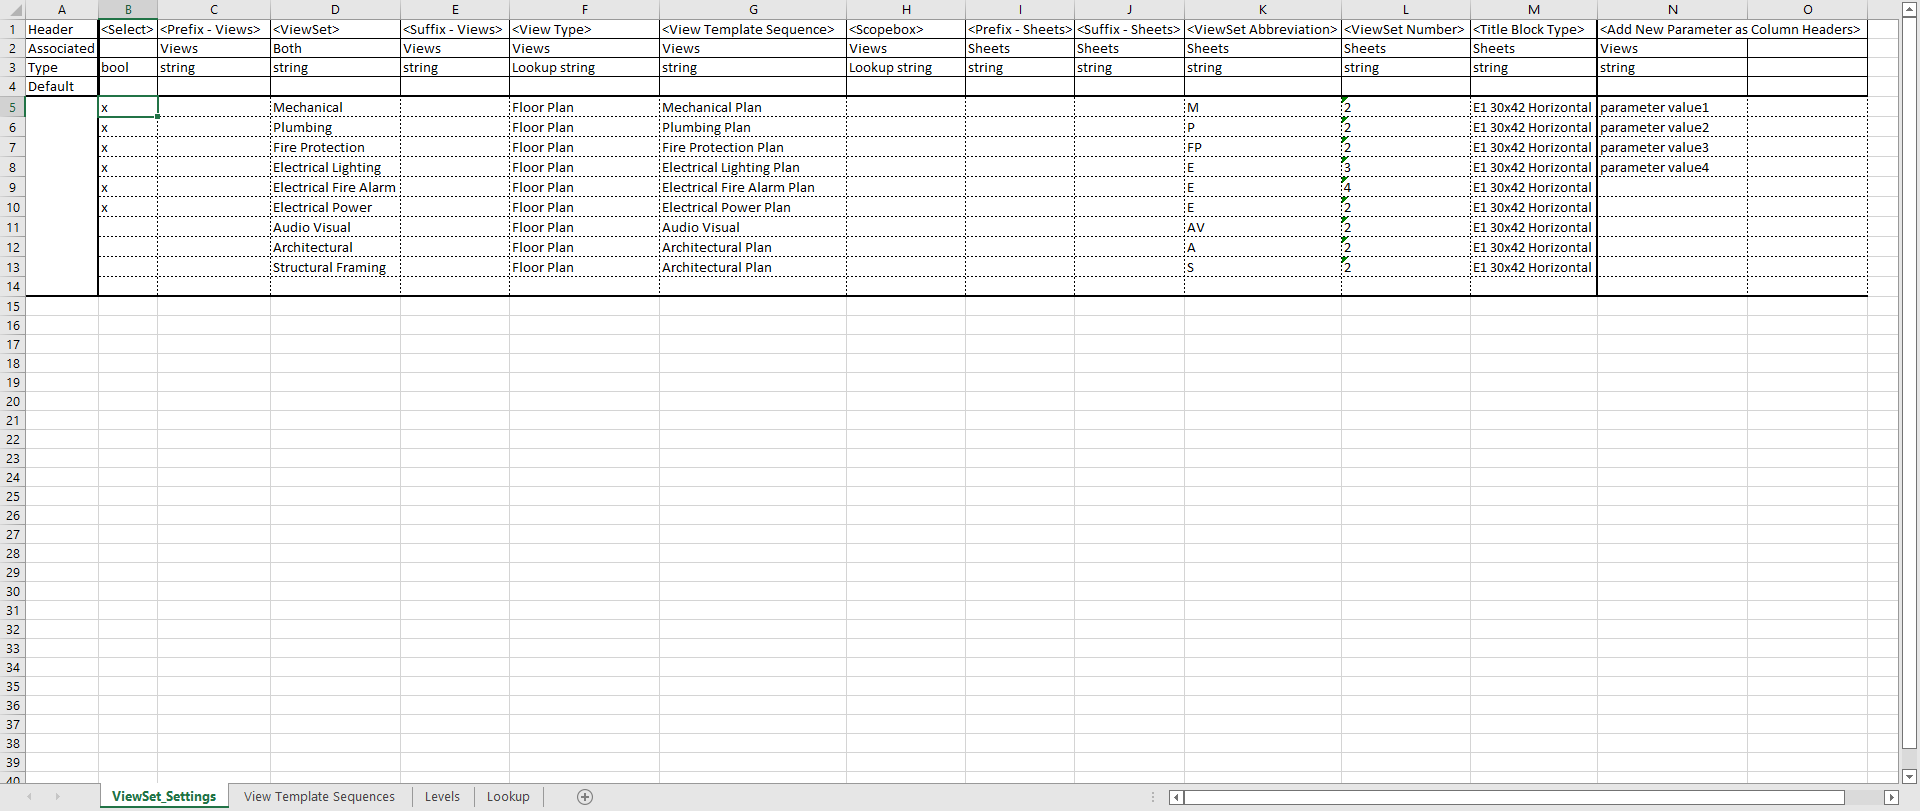 A B C D E F G H I J K L M N O
1 Header <Select> <Prefix - Views> <ViewSet> <Suffix - Views> <View Type> <View Template Sequence> <Scopebox> <Prefix - Sheets> <Suffix - Sheets> <ViewSet Abbreviation> <ViewSet Number> <Title Block Type> <Add New Parameter as Column Headers>
2 Associated Views Both Views Views Views Views Sheets Sheets Sheets Sheets Sheets Views
3 Type bool string string string Lookup string string Lookup string string string string string string string
4 Default
5 x Mechanical Floor Plan Mechanical Plan M 2 E1 30x42 Horizontal parameter value1
6 x Plumbing Floor Plan Plumbing Plan P 2 E1 30x42 Horizontal parameter value2
7 x Fire Protection Floor Plan Fire Protection Plan FP 2 E1 30x42 Horizontal parameter value3
8 x Electrical Lighting Floor Plan Electrical Lighting Plan E 3 E1 30x42 Horizontal parameter value4
9 x Electrical Fire Alarm Floor Plan Electrical Fire Alarm Plan E 4 E1 30x42 Horizontal
10 x Electrical Power Floor Plan Electrical Power Plan E 2 E1 30x42 Horizontal
11 Audio Visual Floor Plan Audio Visual AV 2 E1 30x42 Horizontal
12 Architectural Floor Plan Architectural Plan A 2 E1 30x42 Horizontal
13 Structural Framing Floor Plan Architectural Plan S 2 E1 30x42 Horizontal
14
15
16
17
18
19
20
21
22
23
24
25
26
27
28
29
30
31
32
33
34
35
36
37
38
39
40
ViewSet_Settings View Template Sequences Levels Lookup